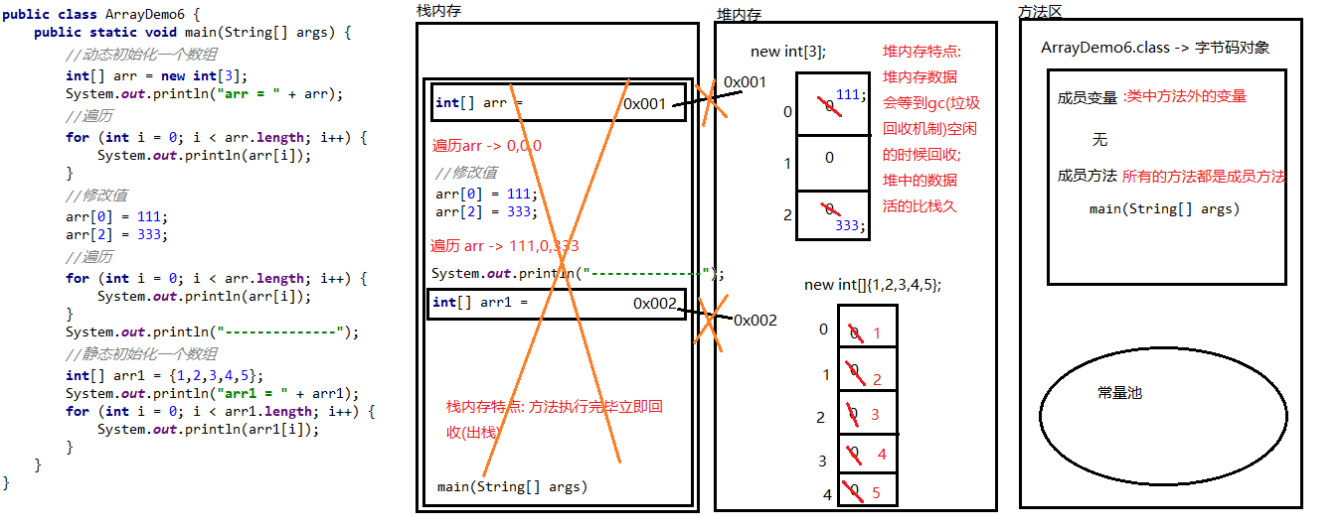 public class ArrayDemo6 {
public static void main(String[] args) {
//动态初始化一个数组
int[] arr = new int[3];
System.out.println("arr = " + arr);
//遍历
for (int i = 0; i < arr.length; i++) {
System.out.println(arr[i]);
}
//修改值
arr[0] = 111;
arr[2] = 333;
//遍历
for (int i = 0; i < arr.length; i++) {
System.out.println(arr[i]);
}
System.out.println("--------------");
//静态初始化一个数组
int[] arr1 = {1,2,3,4,5};
System.out.println("arr1 = " + arr1);
for (int i = 0; i < arr1.length; i++) {
System.out.println(arr1[i]);
}
}
}
栈内存
int[] arr = 0x001
遍历arr -> 0,0,0
//修改值
arr[0] = 111;
arr[2] = 333;
遍历 arr -> 111,0,333
System.out.println("--------------");
int[] arr1 = 0x002
栈内存特点: 方法执行完毕立即回
收(出栈)
main(String[] args)
堆内存
new int[3];
0x001
0 0 111;
1 0
2 0 333;
堆内存特点:
堆内存数据
会等到gc(垃圾
回收机制)空闲
的时候回收;
堆中的数据
活的比栈久
new int[]{1,2,3,4,5};
0x002
0 0 1
1 0 2
2 0 3
3 0 4
4 0 5
方法区
ArrayDemo6.class -> 字节码对象
成员变量 :类中方法外的变量
无
成员方法 所有的方法都是成员方法
main(String[] args)
常量池